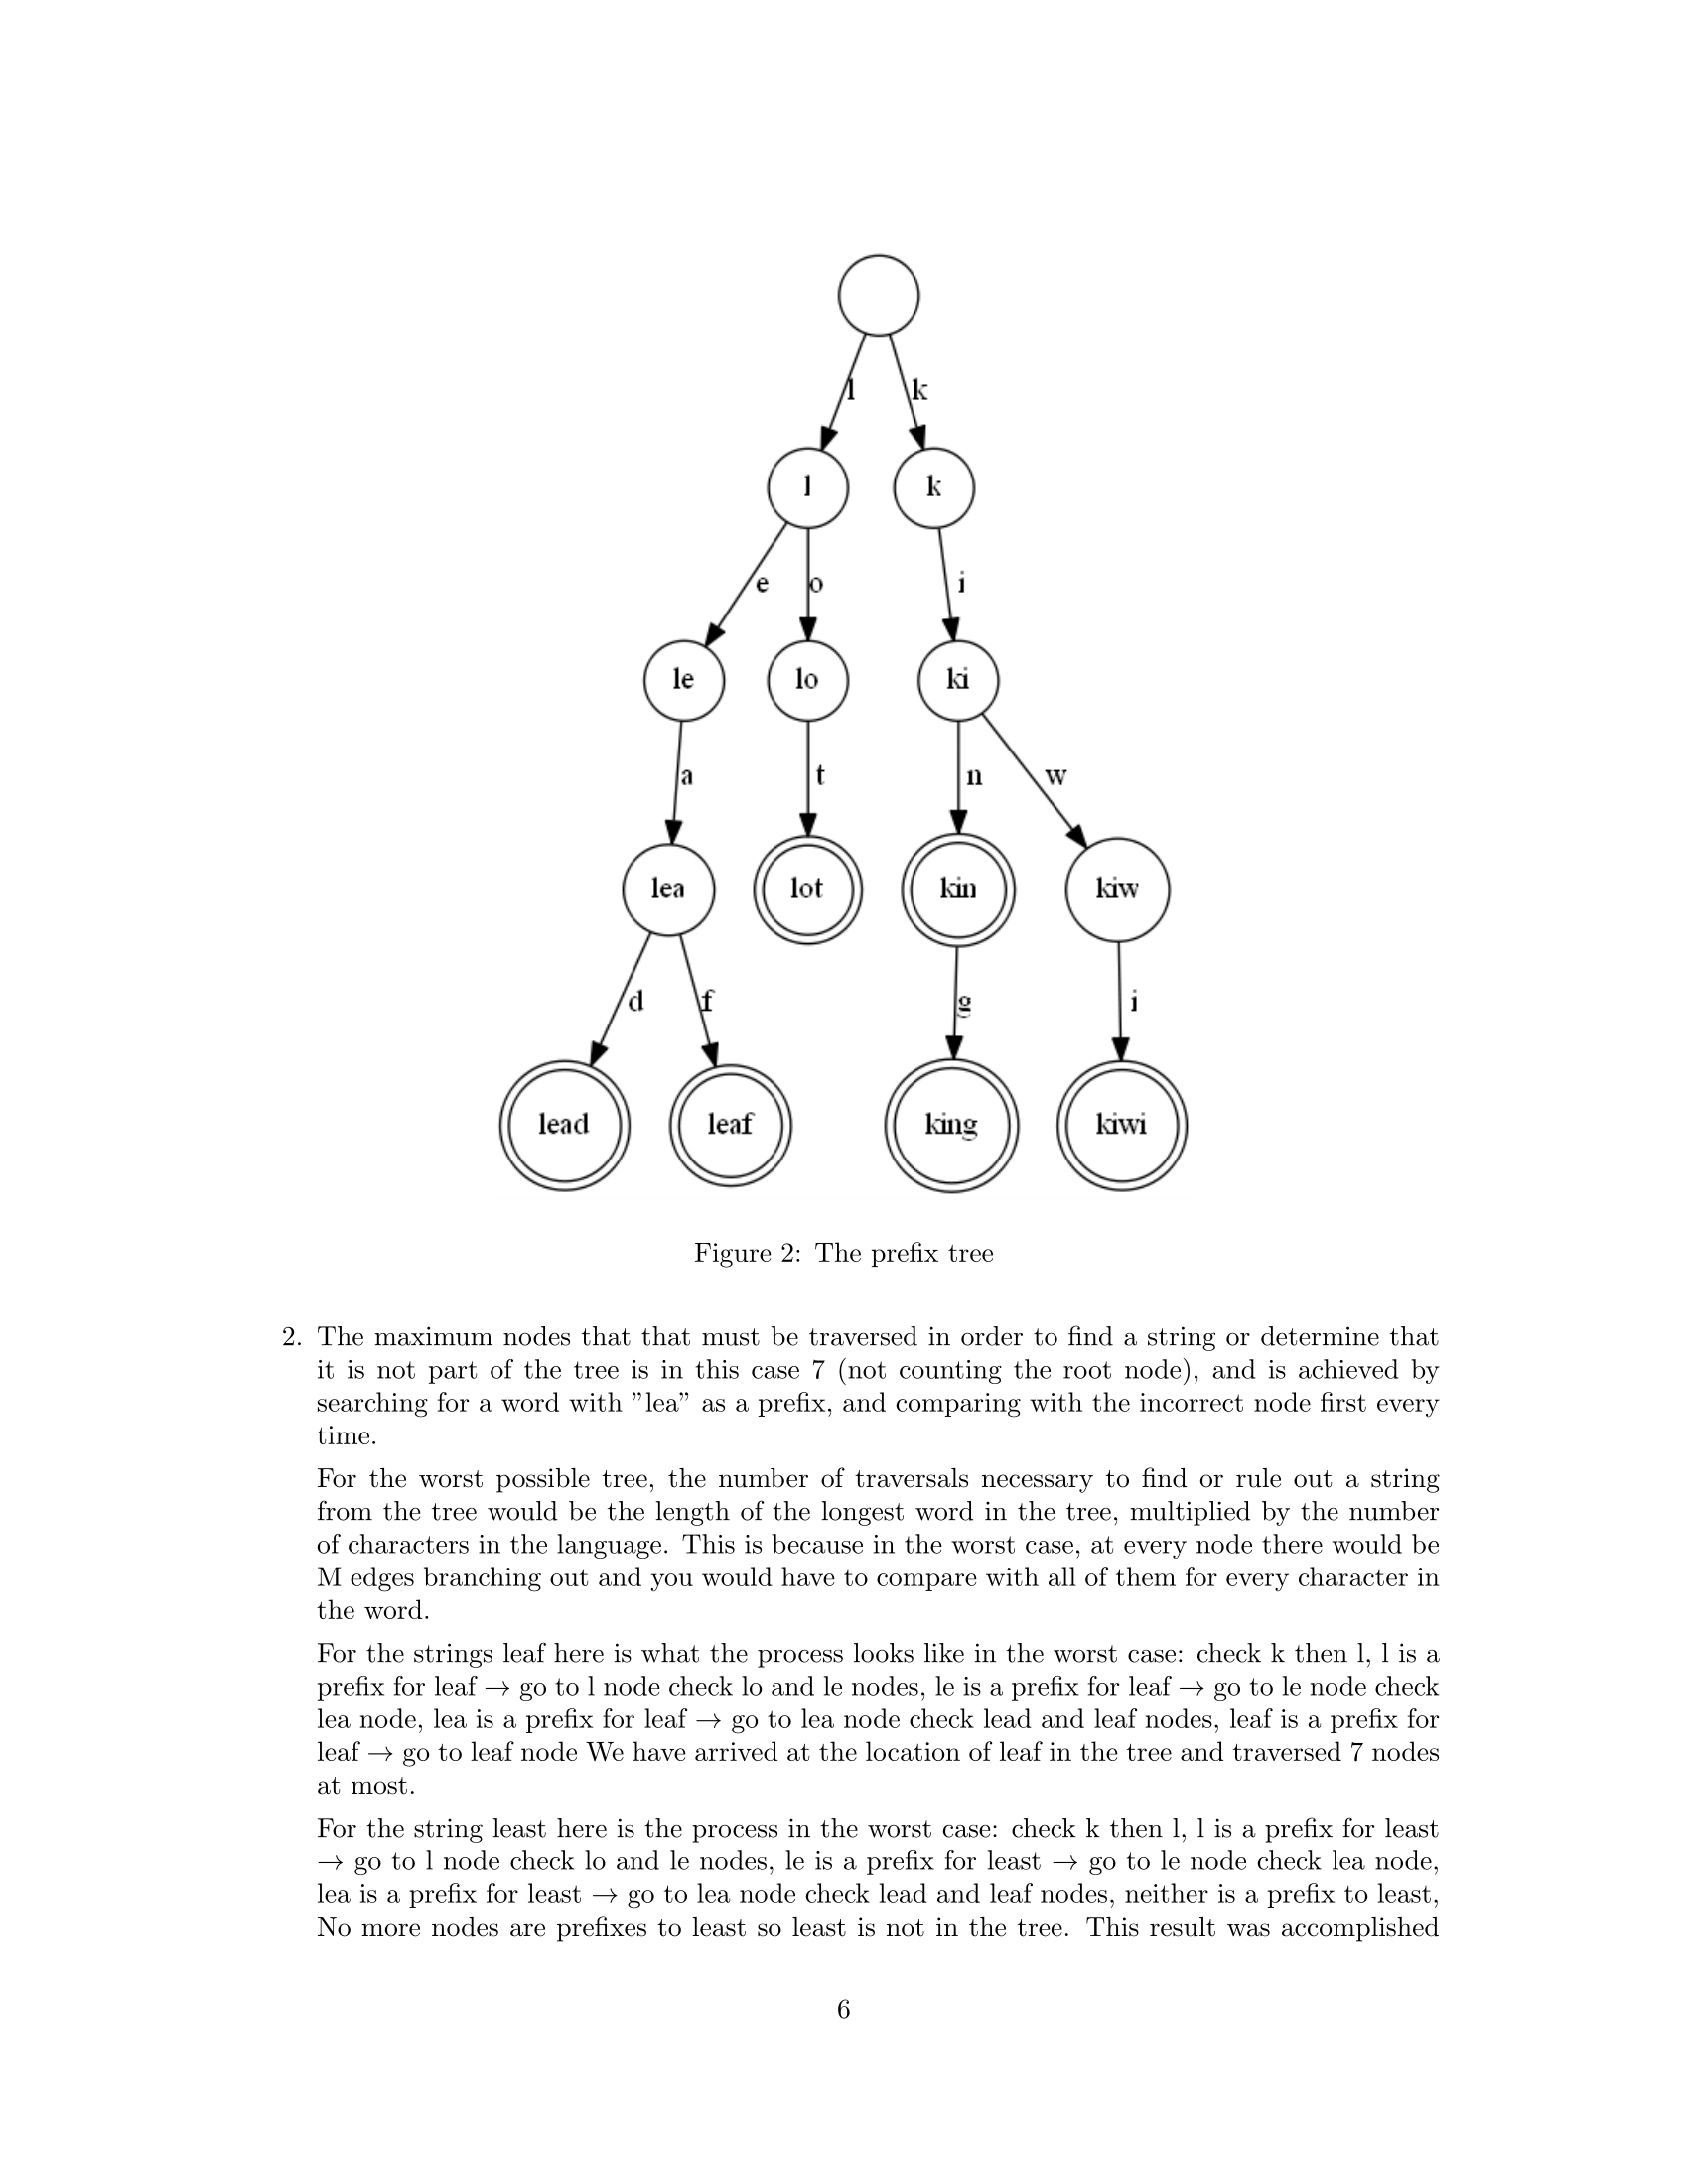 l k
l k
e o i
le lo ki
a t n w
lea lot kin kiw
d f g i
lead leaf king kiwi
Figure 2: The prefix tree
2. The maximum nodes that that must be traversed in order to find a string or determine that
it is not part of the tree is in this case 7 (not counting the root node), and is achieved by
searching for a word with ”lea” as a prefix, and comparing with the incorrect node first every
time.
For the worst possible tree, the number of traversals necessary to find or rule out a string
from the tree would be the length of the longest word in the tree, multiplied by the number
of characters in the language. This is because in the worst case, at every node there would be
M edges branching out and you would have to compare with all of them for every character in
the word.
For the strings leaf here is what the process looks like in the worst case: check k then l, l is a
prefix for leaf → go to l node check lo and le nodes, le is a prefix for leaf → go to le node check
lea node, lea is a prefix for leaf → go to lea node check lead and leaf nodes, leaf is a prefix for
leaf → go to leaf node We have arrived at the location of leaf in the tree and traversed 7 nodes
at most.
For the string least here is the process in the worst case: check k then l, l is a prefix for least
→ go to l node check lo and le nodes, le is a prefix for least → go to le node check lea node,
lea is a prefix for least → go to lea node check lead and leaf nodes, neither is a prefix to least,
No more nodes are prefixes to least so least is not in the tree. This result was accomplished
6